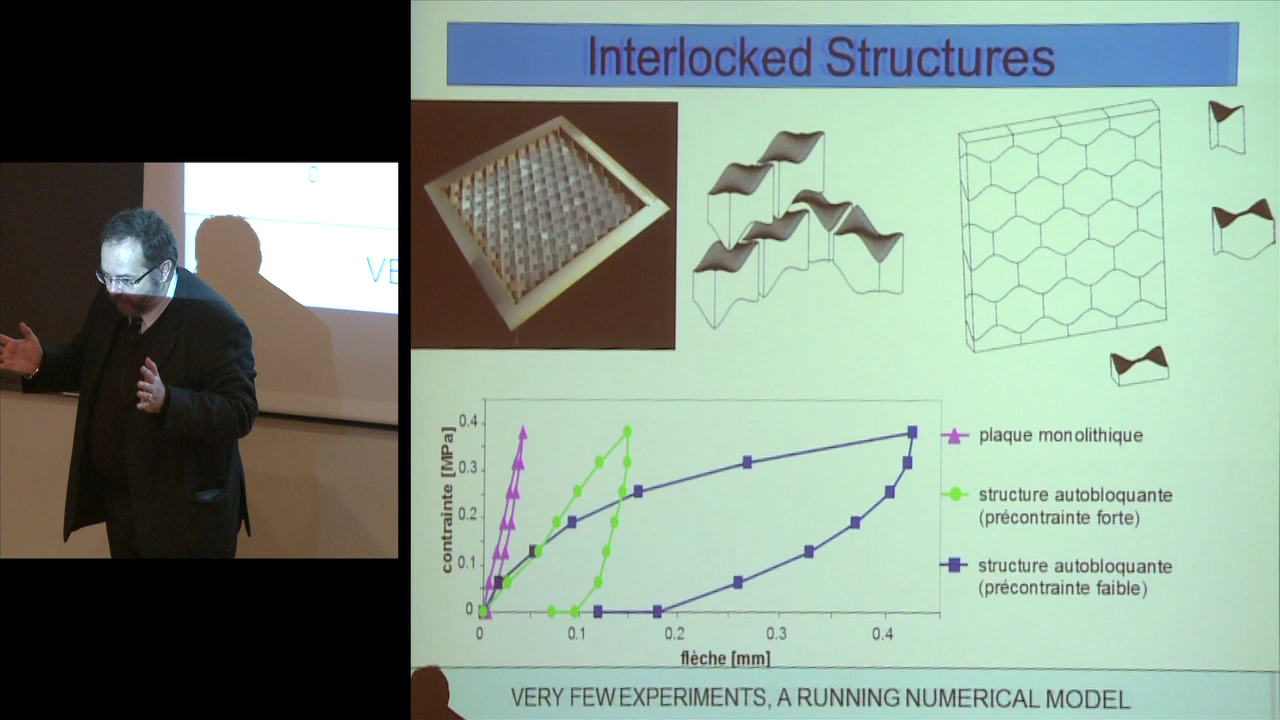 O
VE
Interlocked Structures
contrainte [MPa]
0.4
0.3
0.2
0.1
0
0
0.1
0.2
0.3
0.4
flèche [mm]
plaque monolithique
structure autobloquante
(précontrainte forte)
structure autobloquante
(précontrainte faible)
VERY FEW EXPERIMENTS, A RUNNING NUMERICAL MODEL